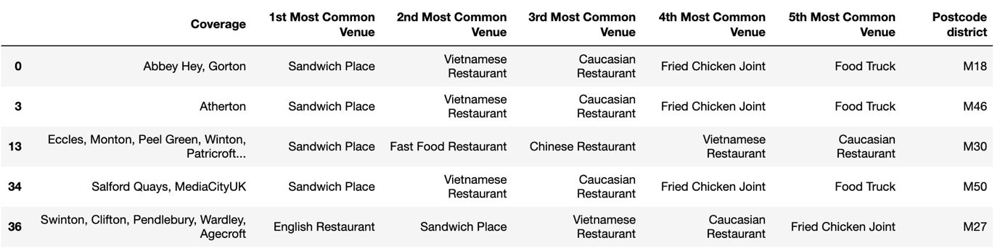 Coverage 1st Most Common Venue 2nd Most Common Venue 3rd Most Common Venue 4th Most Common Venue 5th Most Common Venue Postcode district
0 Abbey Hey, Gorton Sandwich Place Vietnamese Restaurant Caucasian Restaurant Fried Chicken Joint Food Truck M18
3 Atherton Sandwich Place Vietnamese Restaurant Caucasian Restaurant Fried Chicken Joint Food Truck M46
13 Eccles, Monton, Peel Green, Winton, Patricroft... Sandwich Place Fast Food Restaurant Chinese Restaurant Vietnamese Restaurant Caucasian Restaurant M30
34 Salford Quays, MediaCityUK Sandwich Place Vietnamese Restaurant Caucasian Restaurant Fried Chicken Joint Food Truck M50
36 Swinton, Clifton, Pendlebury, Wardley, Agecroft English Restaurant Sandwich Place Vietnamese Restaurant Caucasian Restaurant Fried Chicken Joint M27